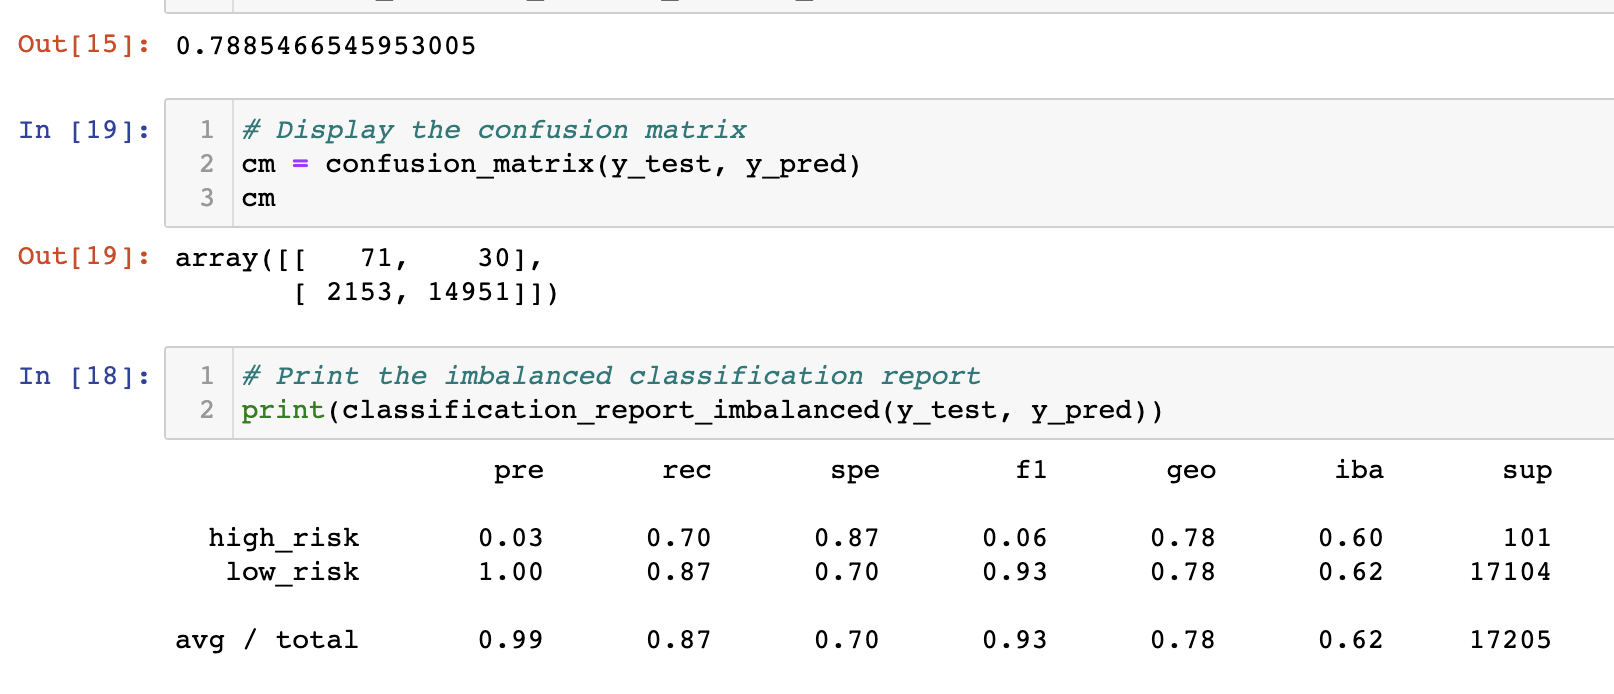 Out[15]: 0.7885466545953005
In [19]: 1 # Display the confusion matrix
2 cm = confusion_matrix(y_test, y_pred)
3 cm
Out[19]: array([[   71,    30],
       [ 2153, 14951]])
In [18]: 1 # Print the imbalanced classification report
2 print(classification_report_imbalanced(y_test, y_pred))
pre rec spe f1 geo iba sup
high_risk 0.03 0.70 0.87 0.06 0.78 0.60 101
low_risk 1.00 0.87 0.70 0.93 0.78 0.62 17104
avg / total 0.99 0.87 0.70 0.93 0.78 0.62 17205